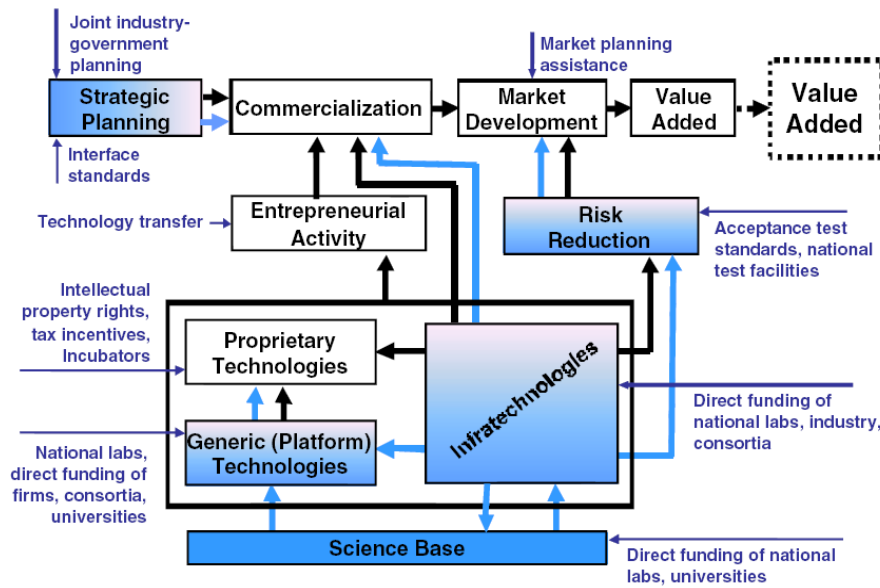 Joint industry-
government
planning
Market planning
assistance
Strategic
Planning
Commercialization
Market
Development
Value
Added
Value
Added
Interface
standards
Technology transfer
Entrepreneurial
Activity
Risk
Reduction
Acceptance test
standards, national
test facilities
Intellectual
property rights,
tax incentives,
Incubators
Proprietary
Technologies
Infratechnologies
Direct funding of
national labs, industry,
consortia
National labs,
direct funding of
firms, consortia,
universities
Generic (Platform)
Technologies
Science Base
Direct funding of national
labs, universities